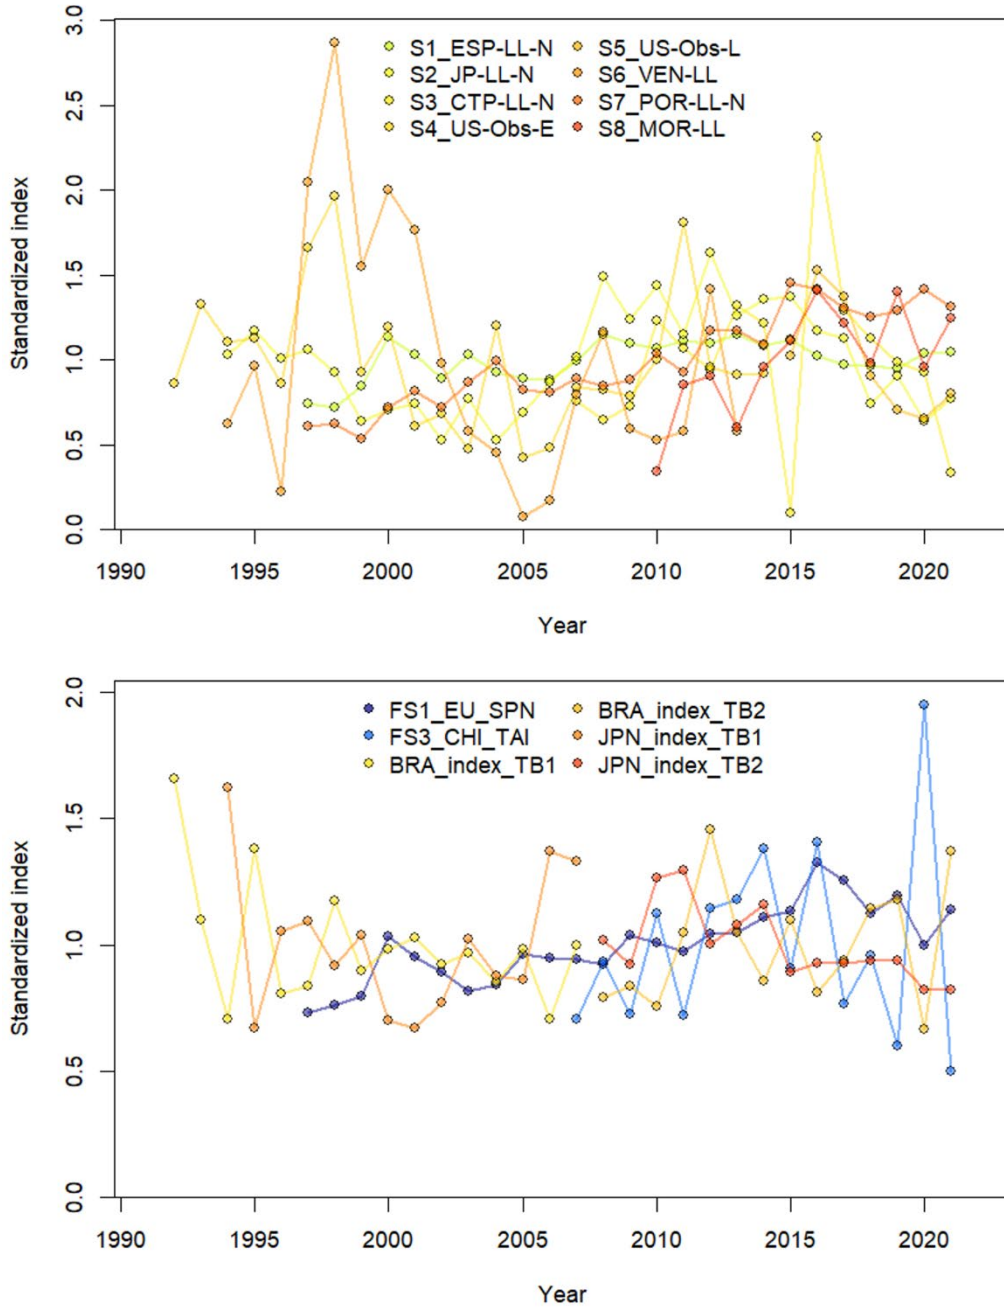 3.0
2.5
2.0
1.5
1.0
0.5
0.0
Standardized index
S1_ESP-LL-N
S2_JP-LL-N
S3_CTP-LL-N
S4_US-Obs-E
S5_US-Obs-L
S6_VEN-LL
S7_POR-LL-N
S8_MOR-LL
1990 1995 2000 2005 2010 2015 2020
Year
2.0
1.5
1.0
0.5
0.0
Standardized index
FS1_EU_SPN
FS3_CHI_TAI
BRA_index_TB1
BRA_index_TB2
JPN_index_TB1
JPN_index_TB2
1990 1995 2000 2005 2010 2015 2020
Year